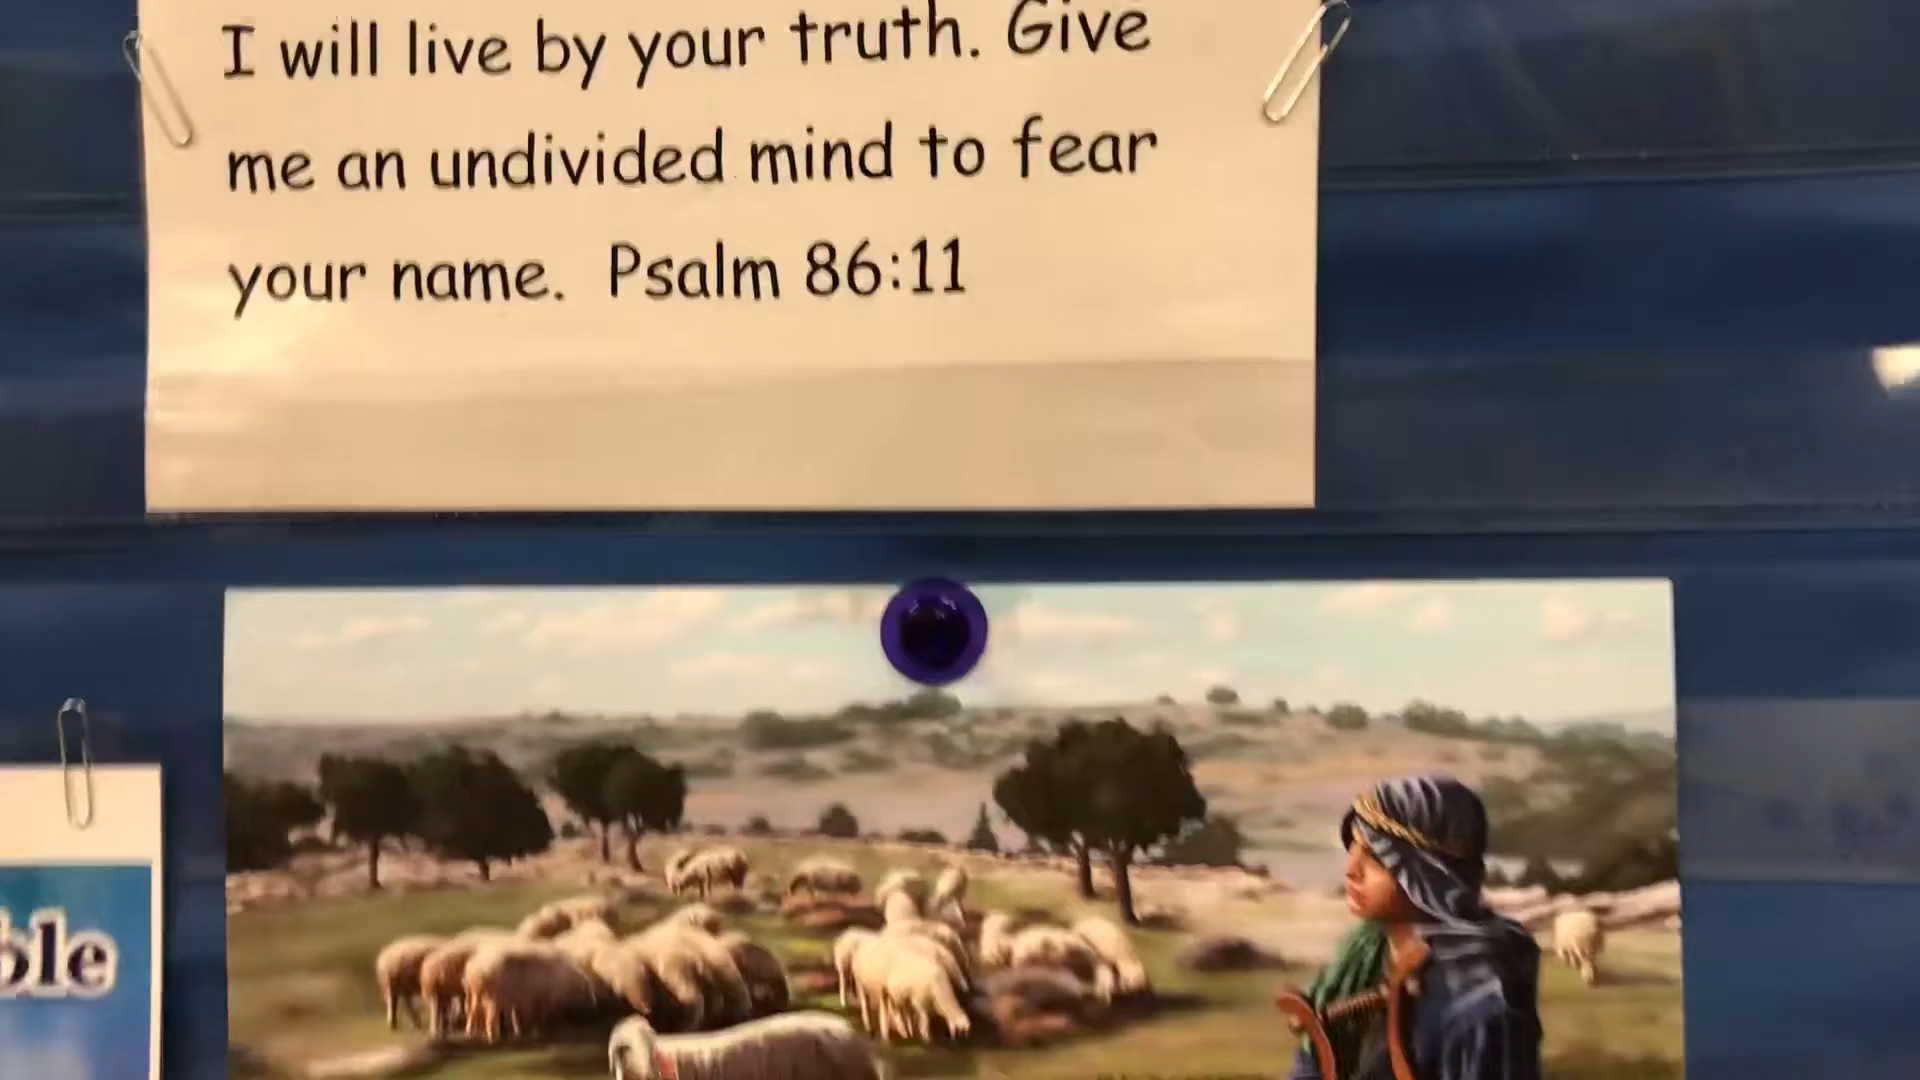 I will live by your truth. Give
me an undivided mind to fear
your name. Psalm 86:11
ble